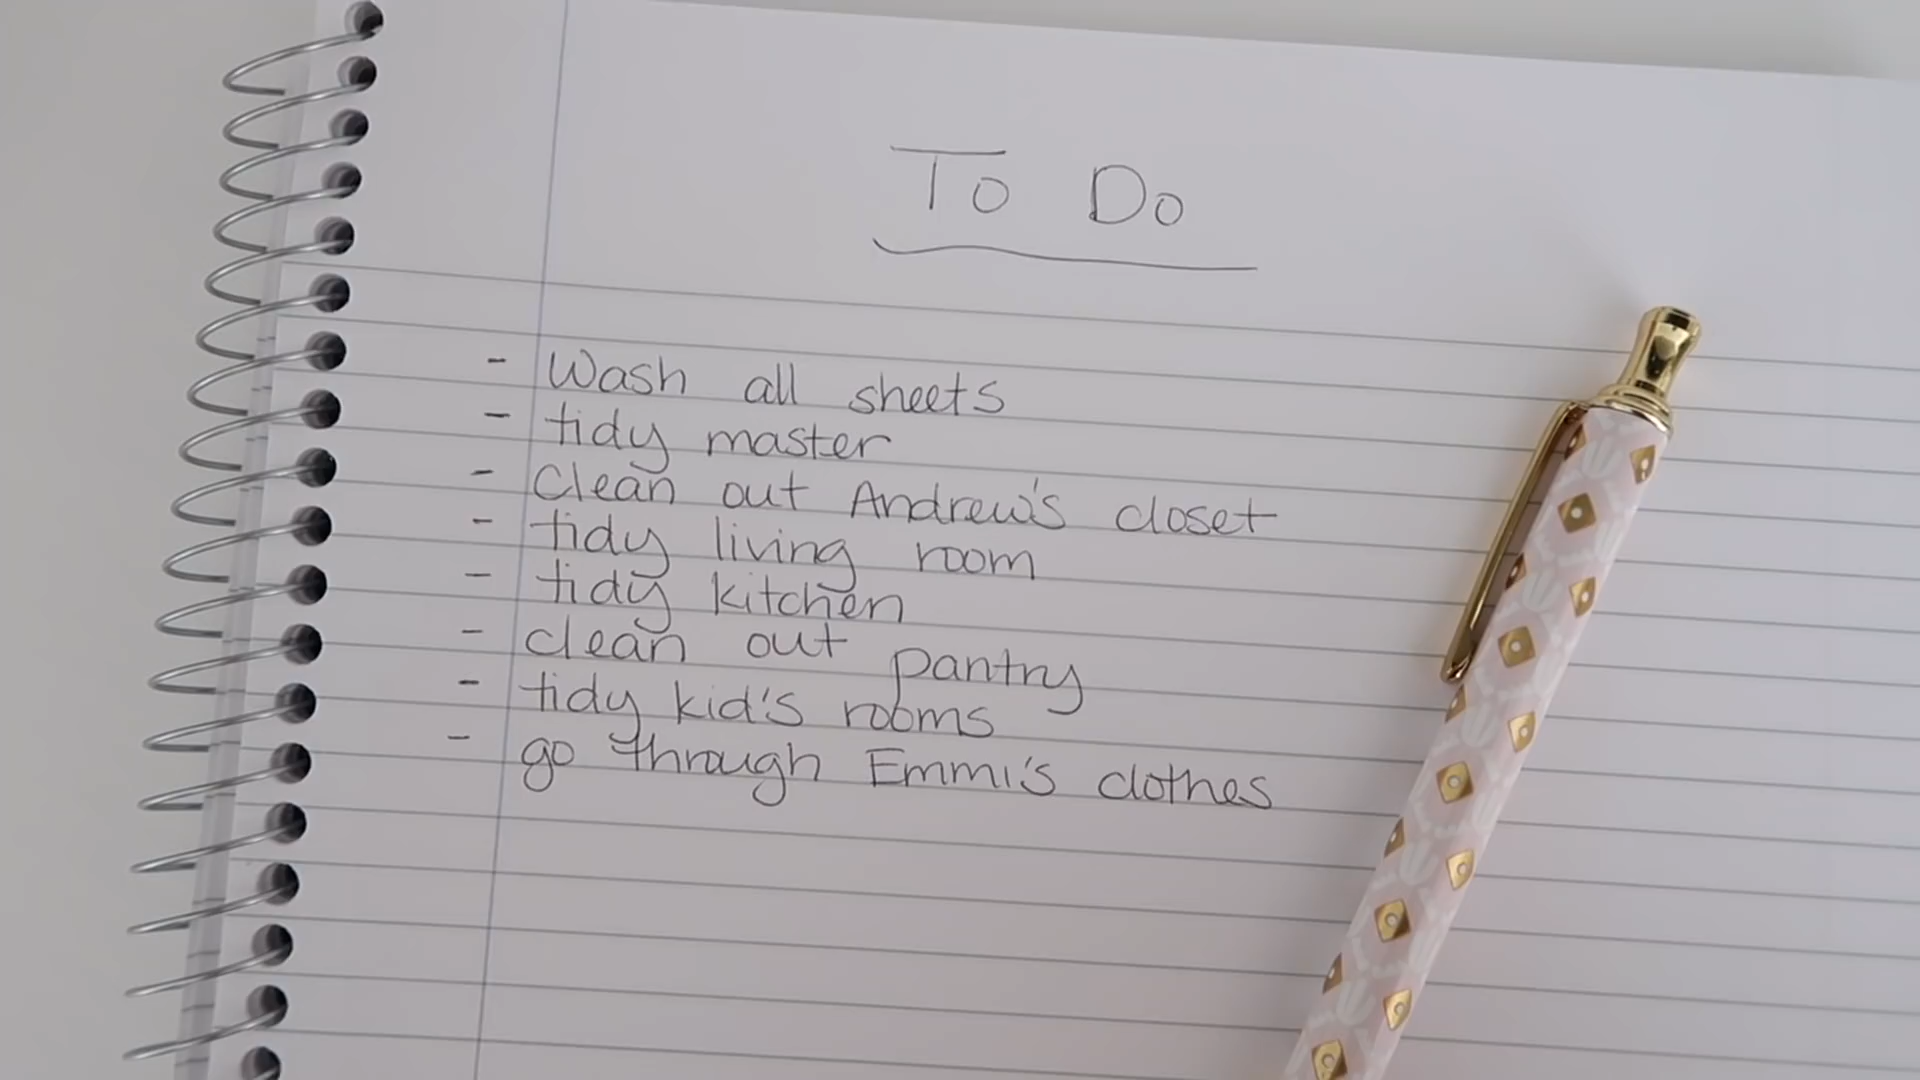 To Do
- Wash all sheets
- tidy master
- Clean out Andrew's closet
- tidy living room
- tidy kitchen
- clean out pantry
- tidy kid's rooms
- go through Emmi's clothes